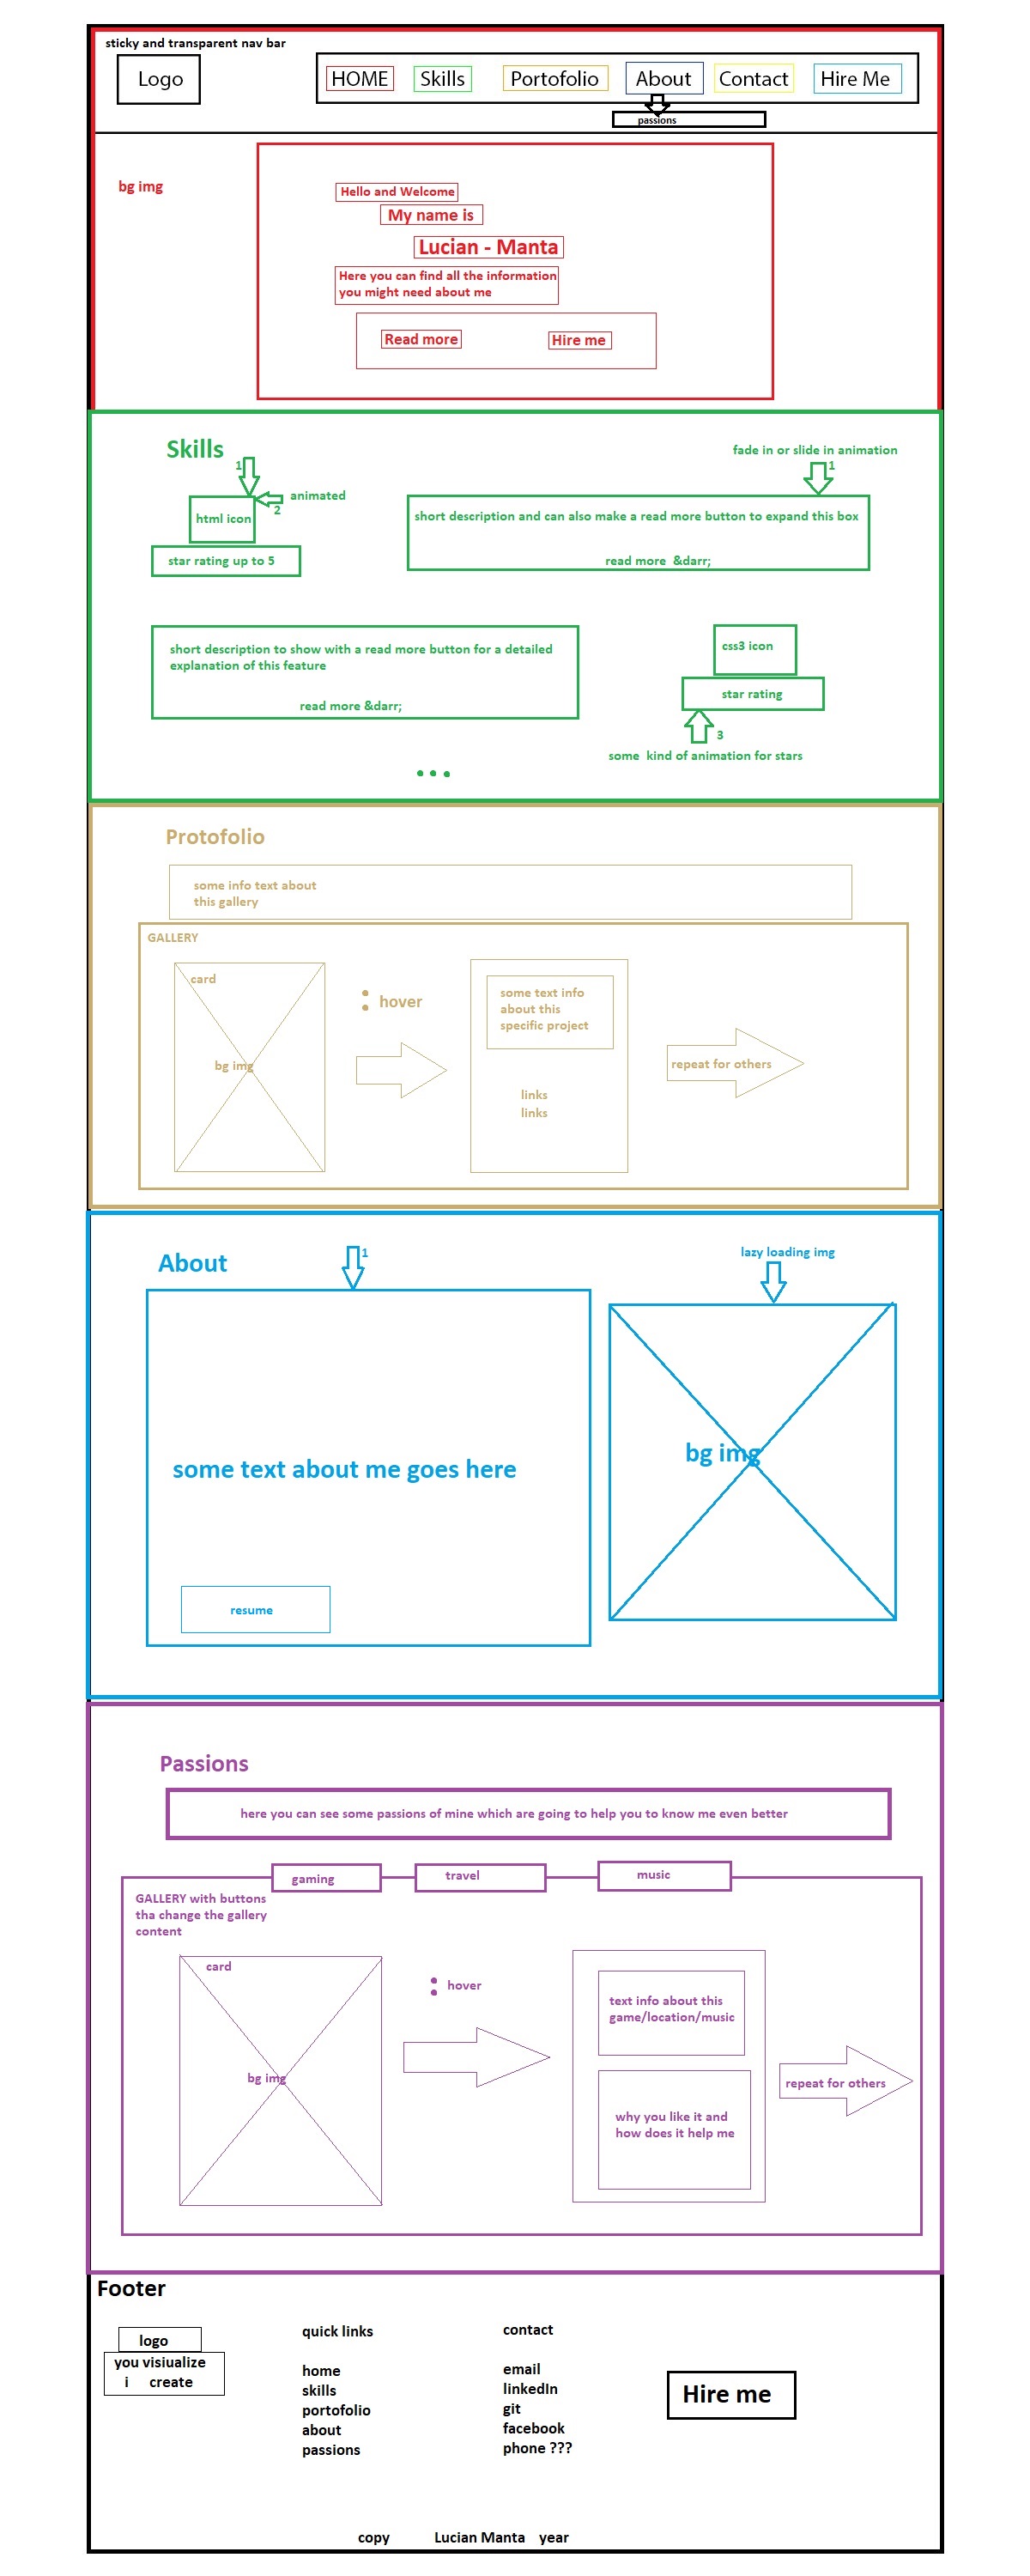 sticky and transparent nav bar
Logo
HOME Skills Portofolio About Contact Hire Me
passions
bg img
Hello and Welcome
My name is
Lucian - Manta
Here you can find all the information
you might need about me
Read more Hire me
Skills
fade in or slide in animation
1
1
animated
2
html icon
short description and can also make a read more button to expand this box
star rating up to 5
read more &darr;
short description to show with a read more button for a detailed
explanation of this feature
read more &darr;
css3 icon
star rating
3
some kind of animation for stars
...
Protofolio
some info text about
this gallery
GALLERY
card
bg img
: hover
some text info
about this
specific project
links
links
repeat for others
About
1
lazy loading img
some text about me goes here
bg img
resume
Passions
here you can see some passions of mine which are going to help you to know me even better
gaming travel music
GALLERY with buttons
tha change the gallery
content
card
bg img
: hover
text info about this
game/location/music
why you like it and
how does it help me
repeat for others
Footer
logo
you visiualize
i create
quick links
home
skills
portofolio
about
passions
contact
email
linkedIn
git
facebook
phone ???
Hire me
copy Lucian Manta year